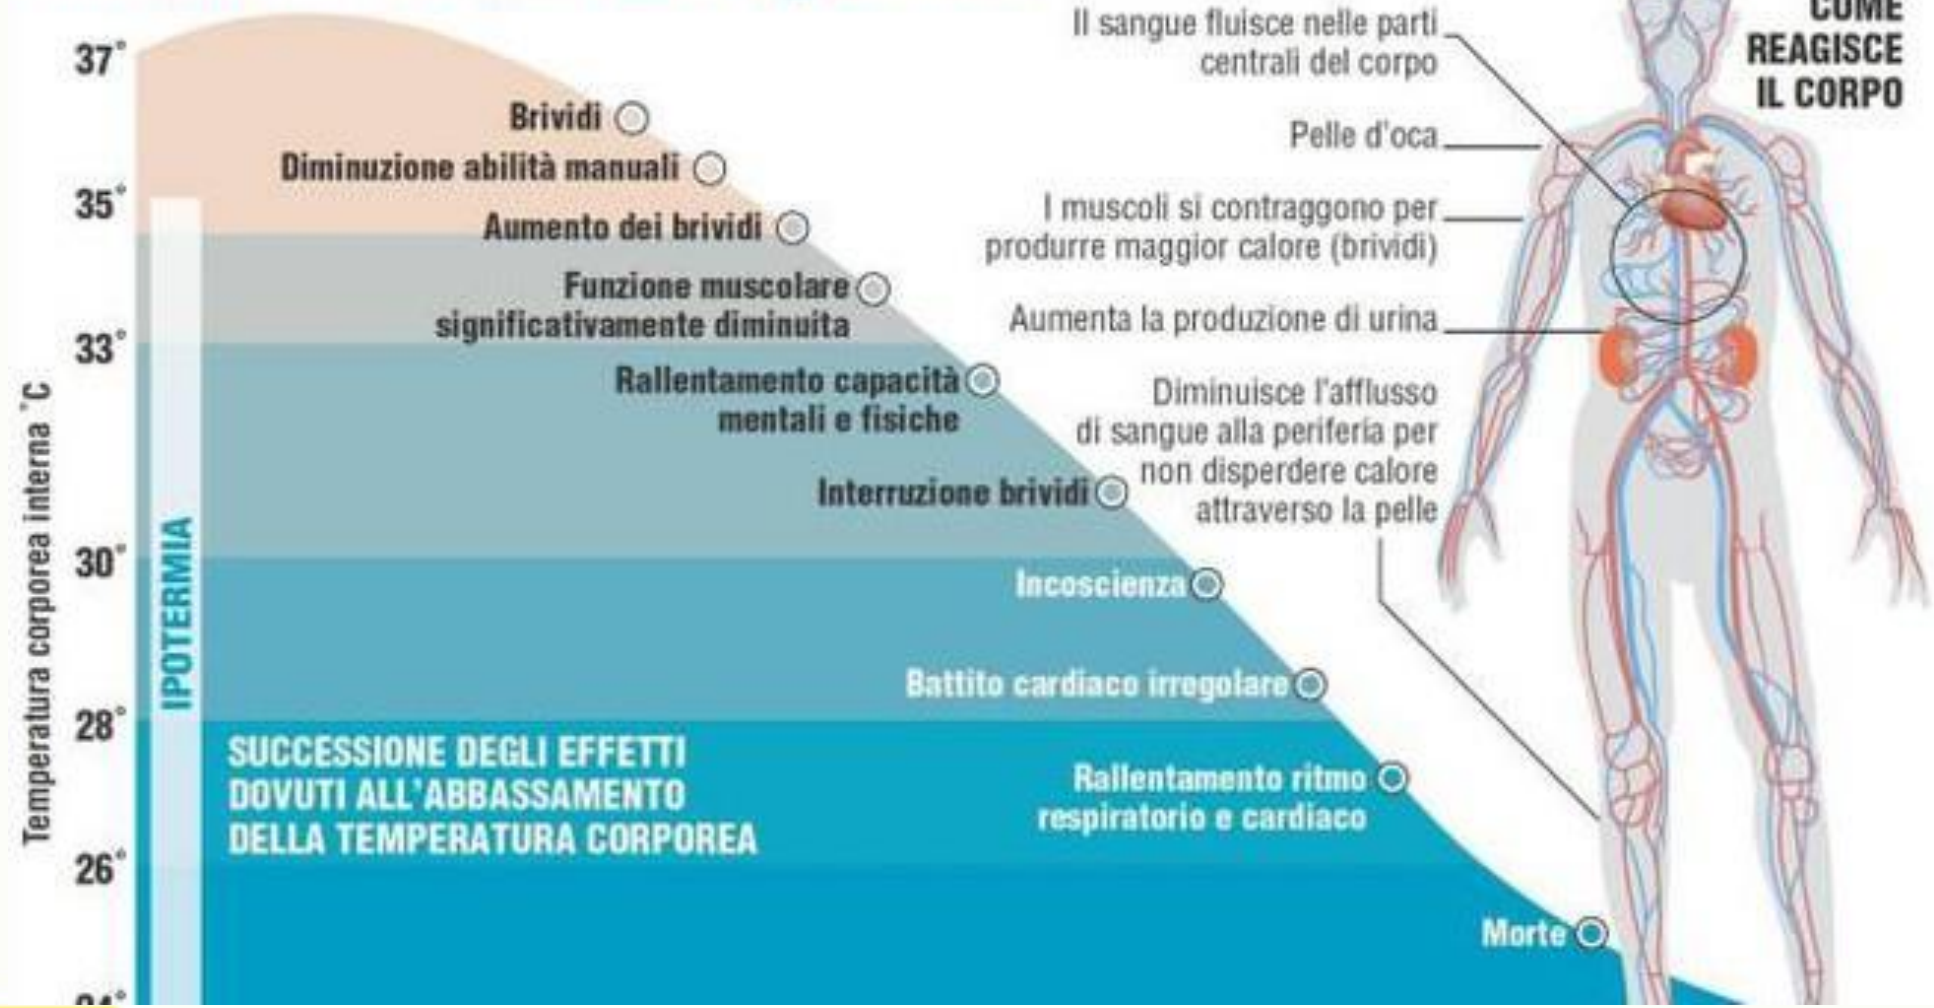 37°
35°
33°
30°
28°
26°
Temperatura corporea interna °C
IPOTERMIA
Brividi
Diminuzione abilità manuali
Aumento dei brividi
Funzione muscolare
significativamente diminuita
Rallentamento capacità
mentali e fisiche
Interruzione brividi
Incoscienza
Battito cardiaco irregolare
Rallentamento ritmo
respiratorio e cardiaco
Morte
SUCCESSIONE DEGLI EFFETTI
DOVUTI ALL'ABBASSAMENTO
DELLA TEMPERATURA CORPOREA
COME
REAGISCE
IL CORPO
Il sangue fluisce nelle parti
centrali del corpo
Pelle d'oca
I muscoli si contraggono per
produrre maggior calore (brividi)
Aumenta la produzione di urina
Diminuisce l'afflusso
di sangue alla periferia per
non disperdere calore
attraverso la pelle